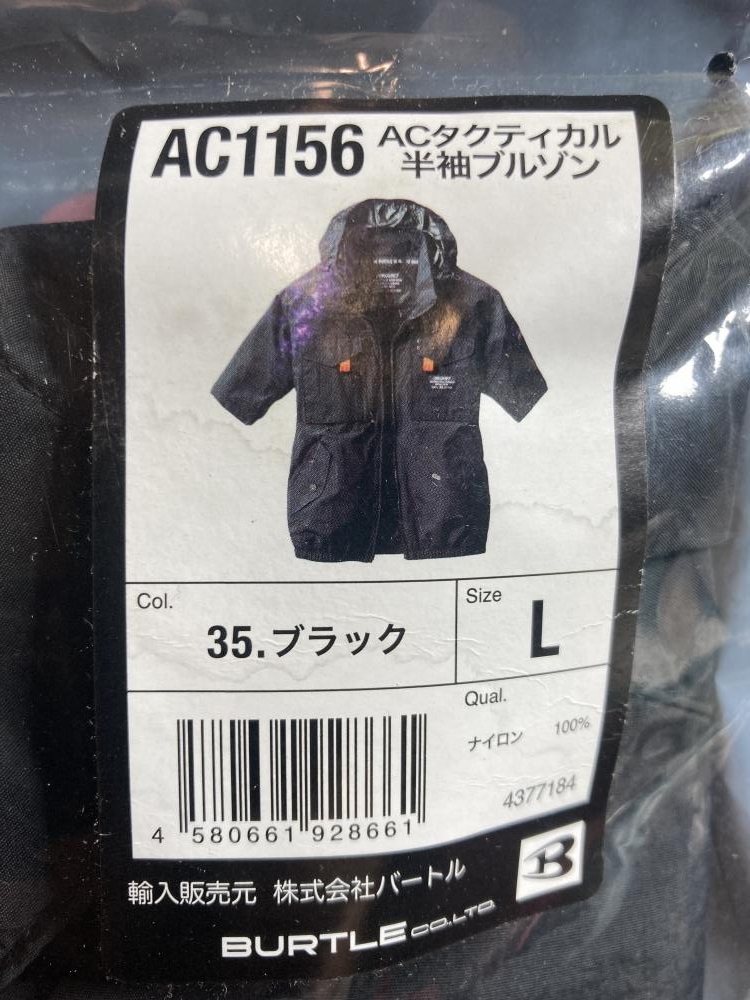 AC1156
ACタクティカル
半袖ブルゾン
Col.
35.ブラック
Size
L
Qual.
ナイロン 100%
4377184
4 580661 928661
輸入販売元 株式会社バートル
B
BURTLE CO.LTD.